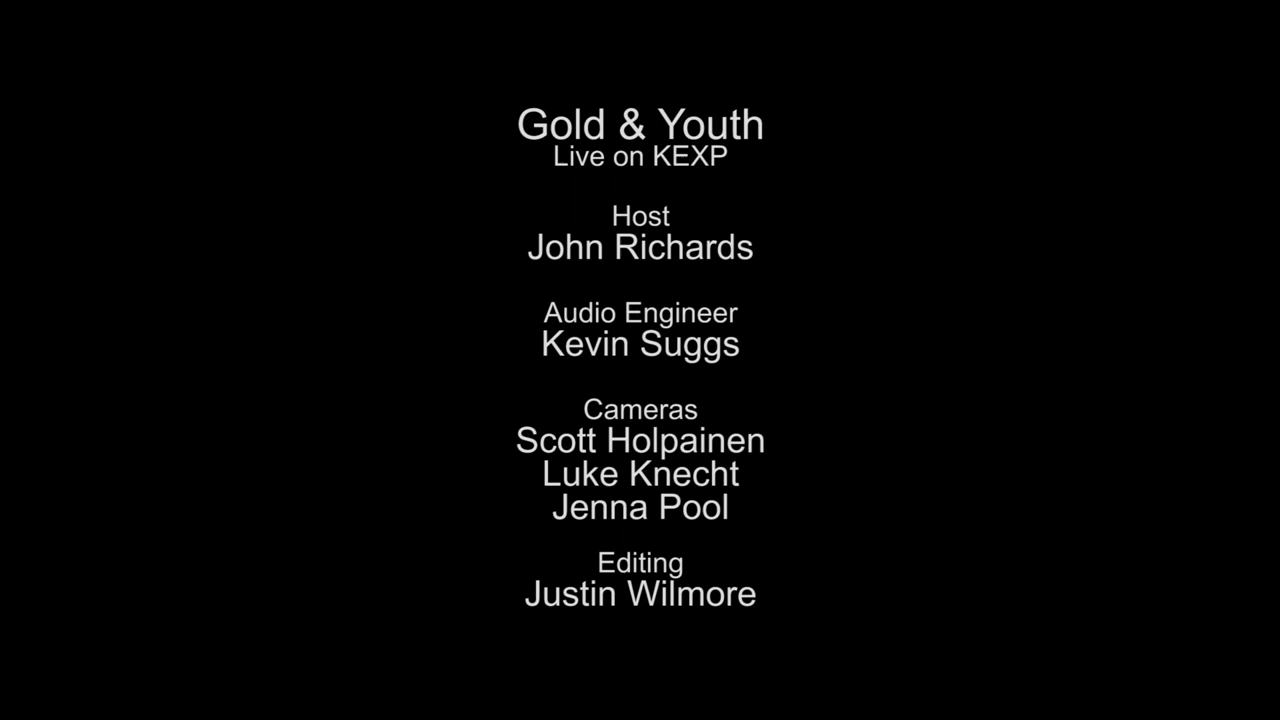 Gold & Youth
Live on KEXP
Host
John Richards
Audio Engineer
Kevin Suggs
Cameras
Scott Holpainen
Luke Knecht
Jenna Pool
Editing
Justin Wilmore